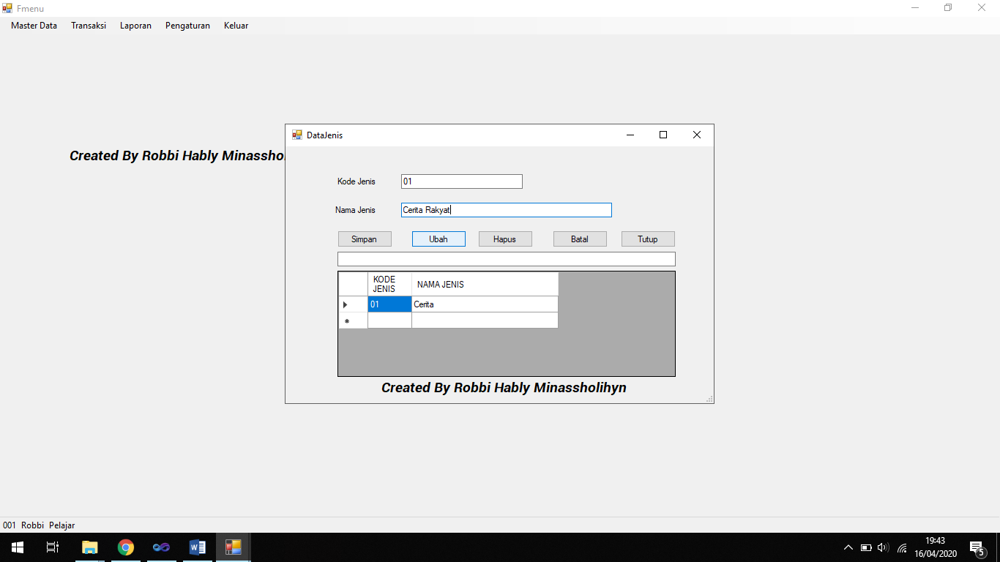 Fmenu
Master Data Transaksi Laporan Pengaturan Keluar
DataJenis
Created By Robbi Hably Minasshol
Kode Jenis 01
Nama Jenis Cerita Rakyat
Simpan Ubah Hapus Batal Tutup
KODE JENIS NAMA JENIS
01 Cerita
Created By Robbi Hably Minassholihyn
001 Robbi Pelajar
19:43
16/04/2020
5